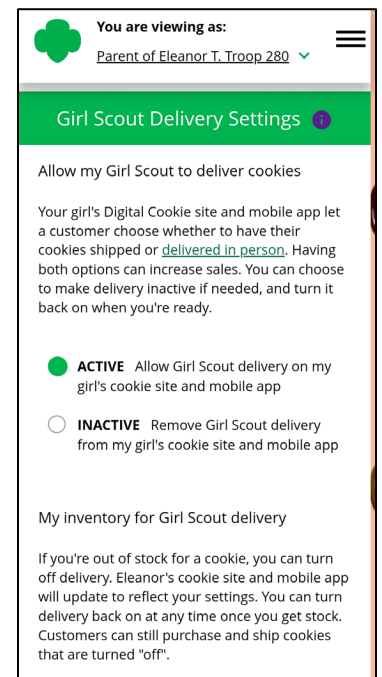 You are viewing as:
Parent of Eleanor T. Troop 280
Girl Scout Delivery Settings i
Allow my Girl Scout to deliver cookies
Your girl's Digital Cookie site and mobile app let
a customer choose whether to have their
cookies shipped or delivered in person. Having
both options can increase sales. You can choose
to make delivery inactive if needed, and turn it
back on when you're ready.
ACTIVE Allow Girl Scout delivery on my
girl's cookie site and mobile app
INACTIVE Remove Girl Scout delivery
from my girl's cookie site and mobile app
My inventory for Girl Scout delivery
If you're out of stock for a cookie, you can turn
off delivery. Eleanor's cookie site and mobile app
will update to reflect your settings. You can turn
delivery back on at any time once you get stock.
Customers can still purchase and ship cookies
that are turned "off".